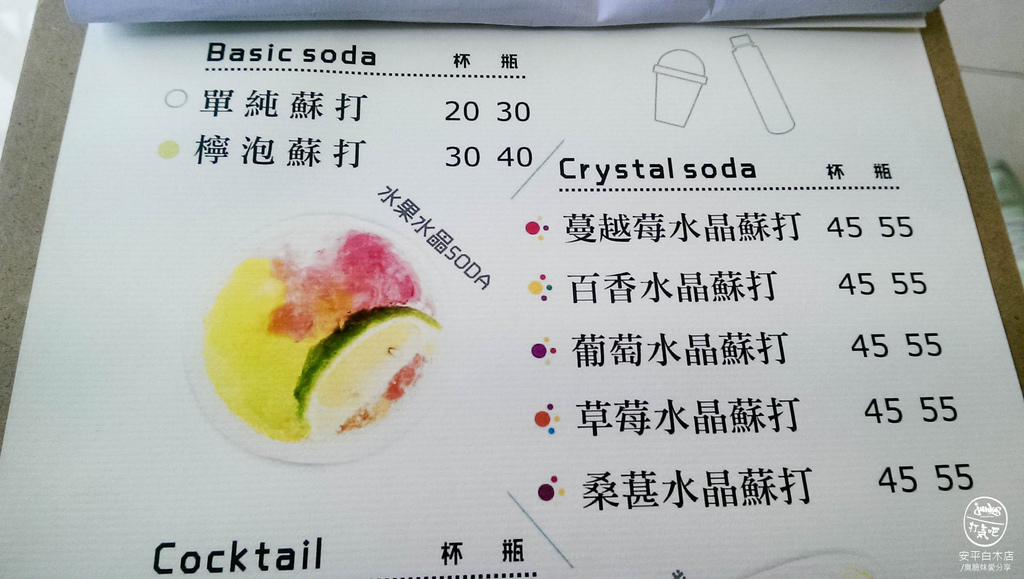 Basic soda 杯 瓶
單純蘇打 20 30
檸泡蘇打 30 40
水果水晶SODA
Crystal soda 杯 瓶
蔓越莓水晶蘇打 45 55
百香水晶蘇打 45 55
葡萄水晶蘇打 45 55
草莓水晶蘇打 45 55
桑葚水晶蘇打 45 55
Cocktail 杯 瓶
打氣吧
安平白木店